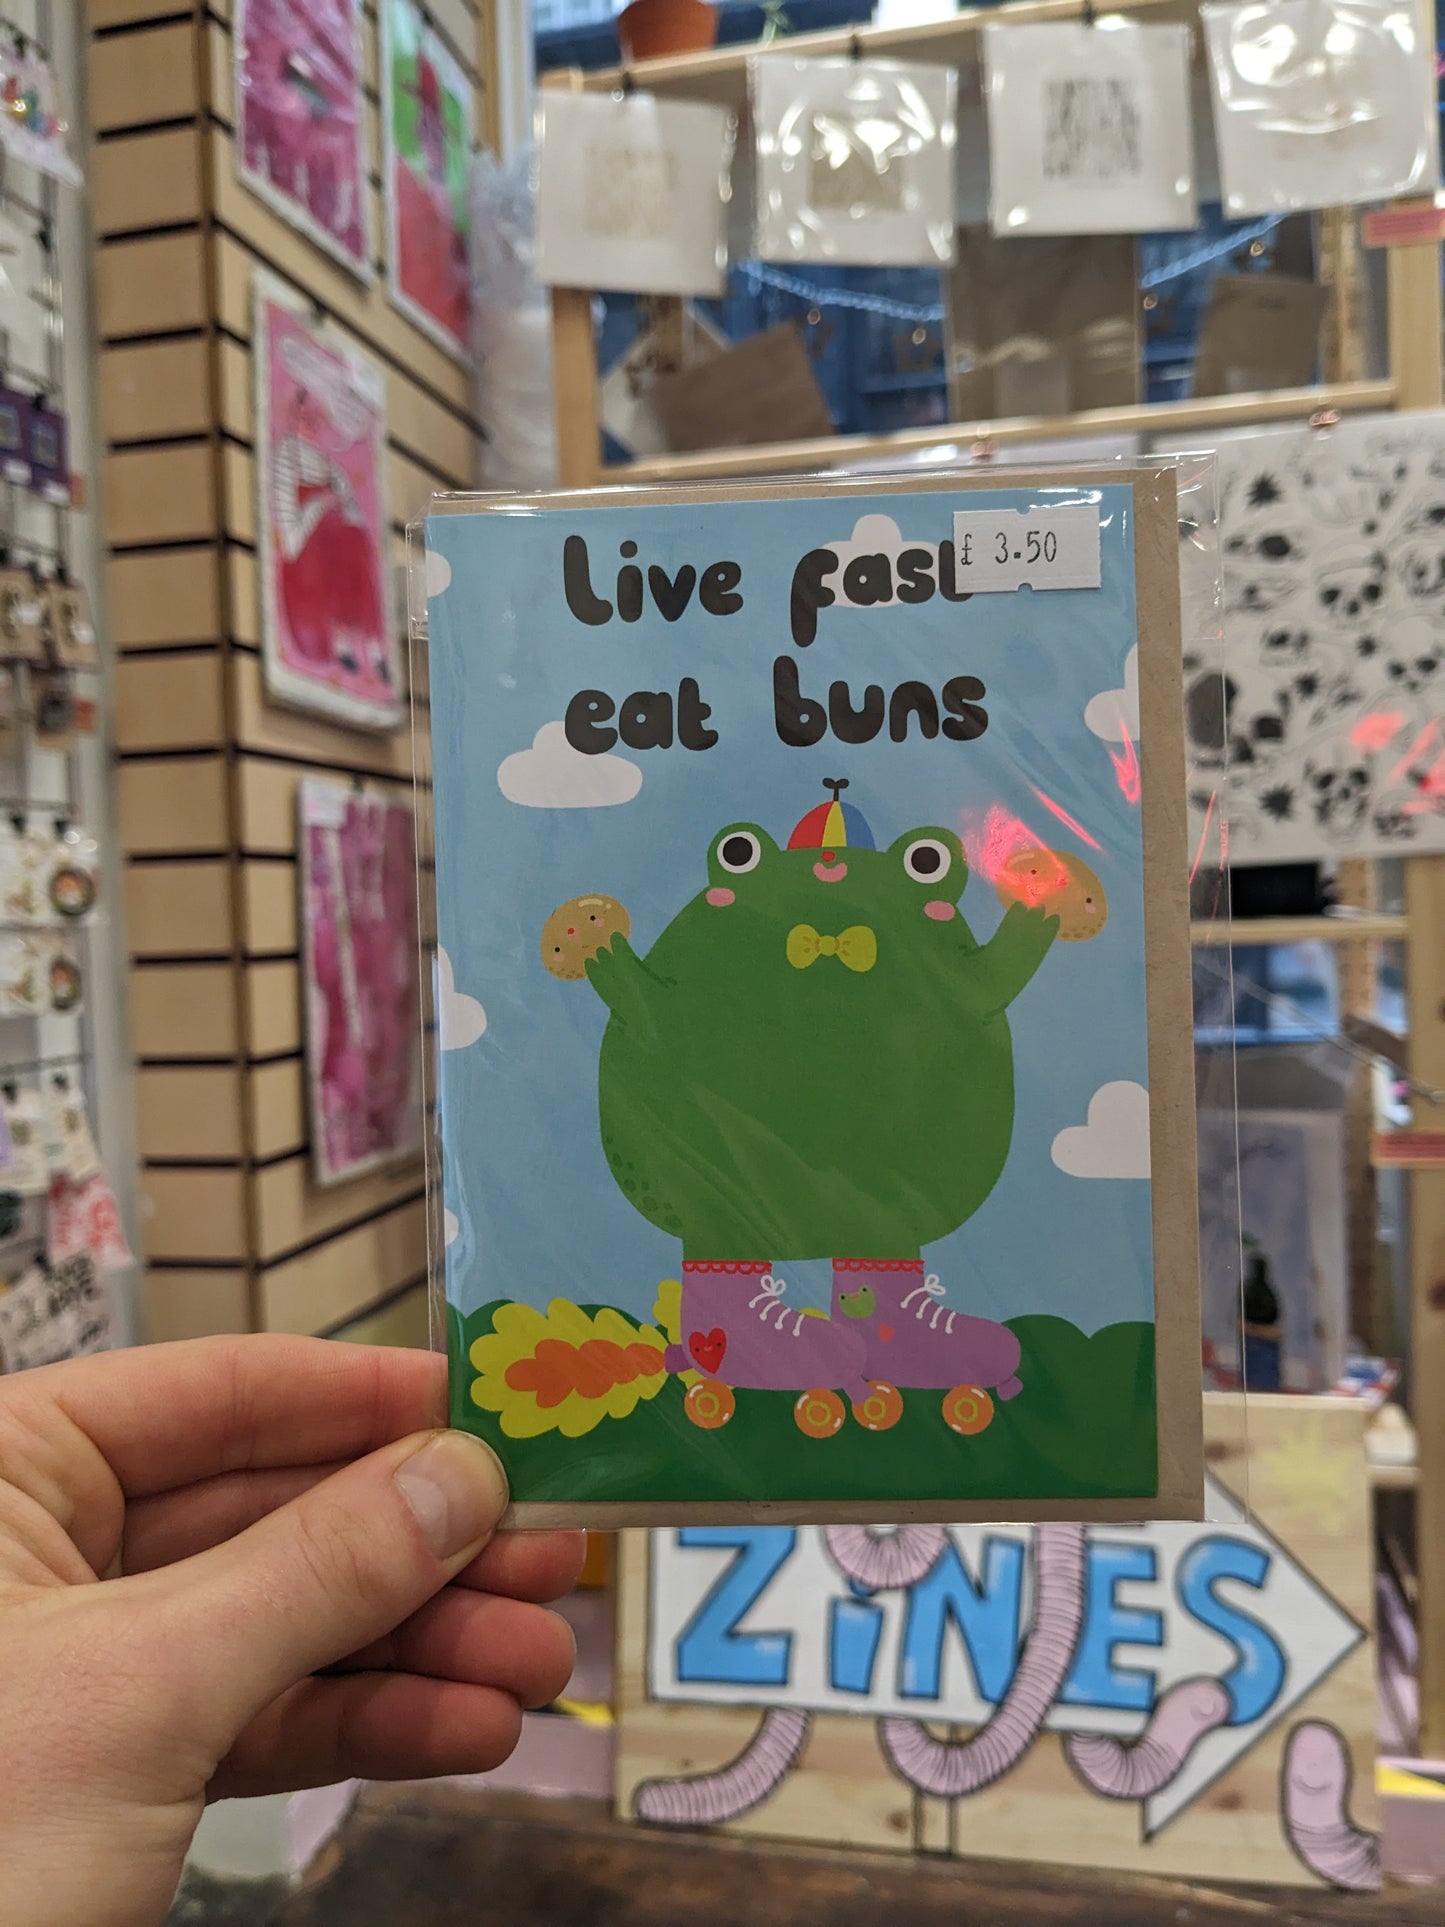 Live fast
£ 3.50
eat buns
ZiNES